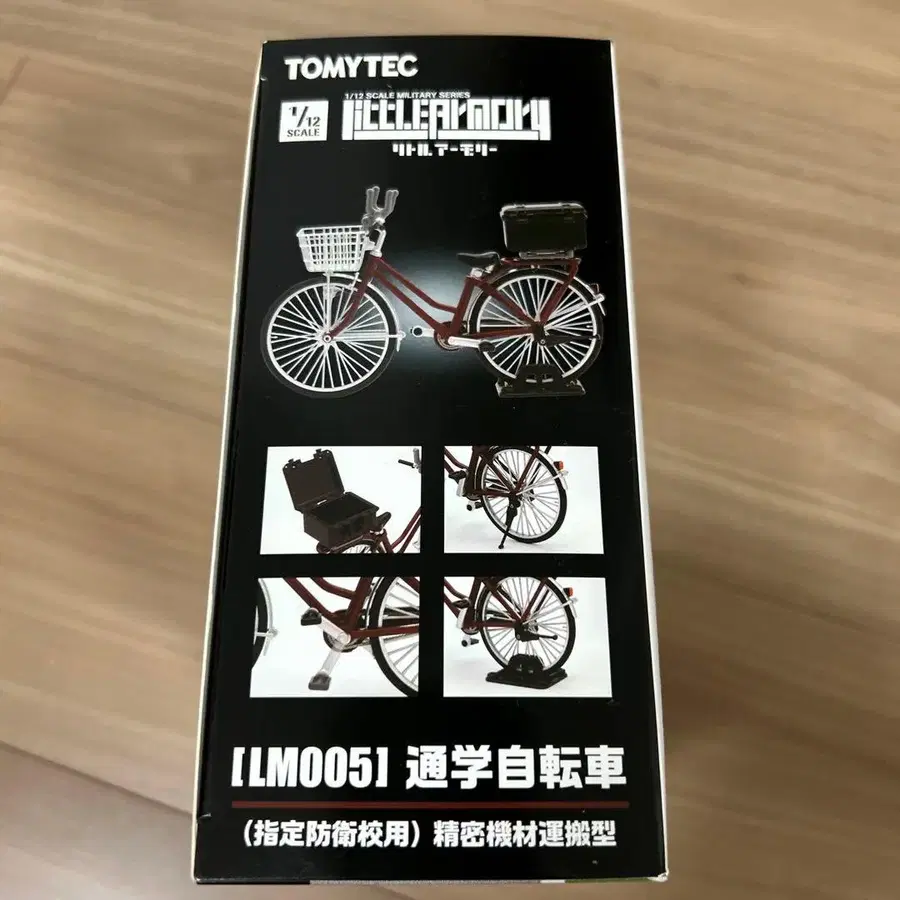 TOMYTEC
1/12 SCALE MILITARY SERIES
1/12
SCALE
LittleArmory
リトルアーモリー
[LM005] 通学自転車
(指定防衛校用) 精密機材運搬型